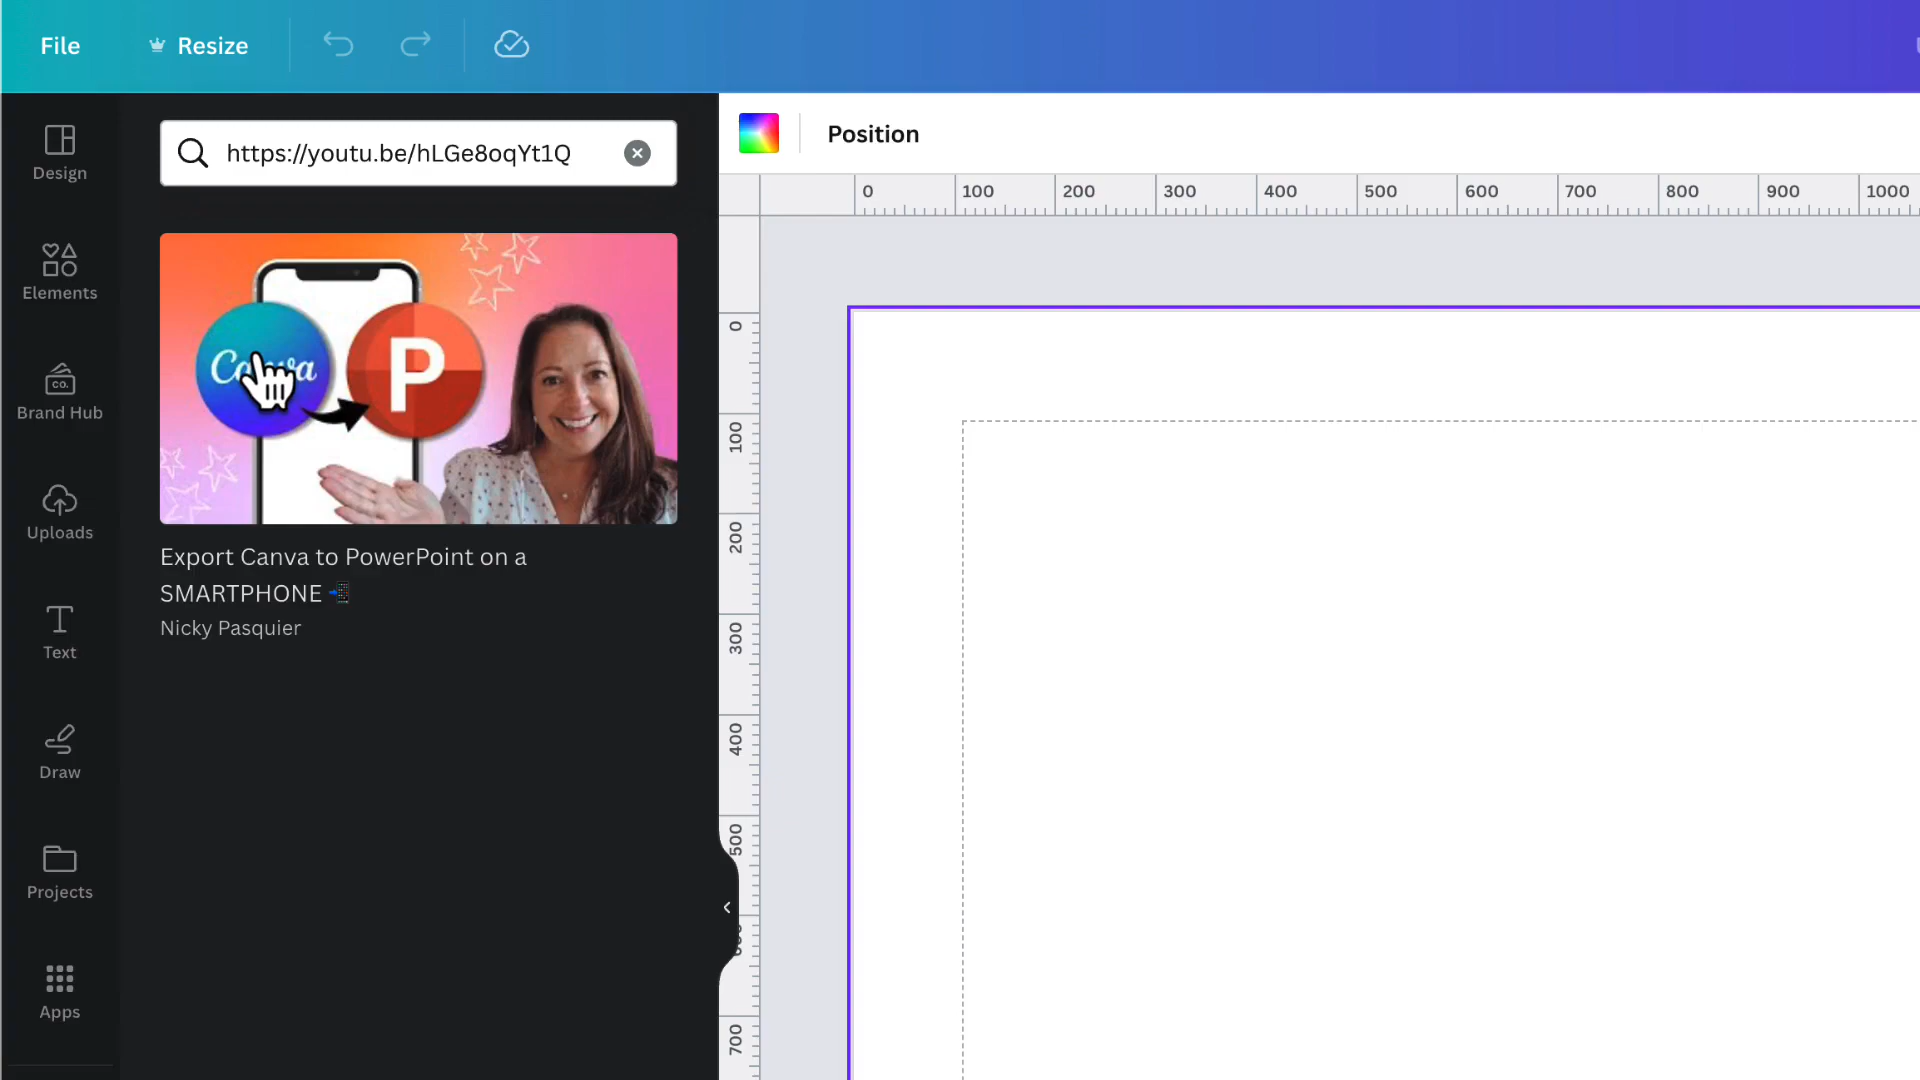 File
Resize
Design
Elements
co.
Brand Hub
Uploads
Text
Draw
Projects
Apps
https://youtu.be/hLGe8oqYt1Q
P
Export Canva to PowerPoint on a
SMARTPHONE 📲
Nicky Pasquier
Position
0 100 200 300 400 500 600 700 800 900 1000
0
100
200
300
400
500
700